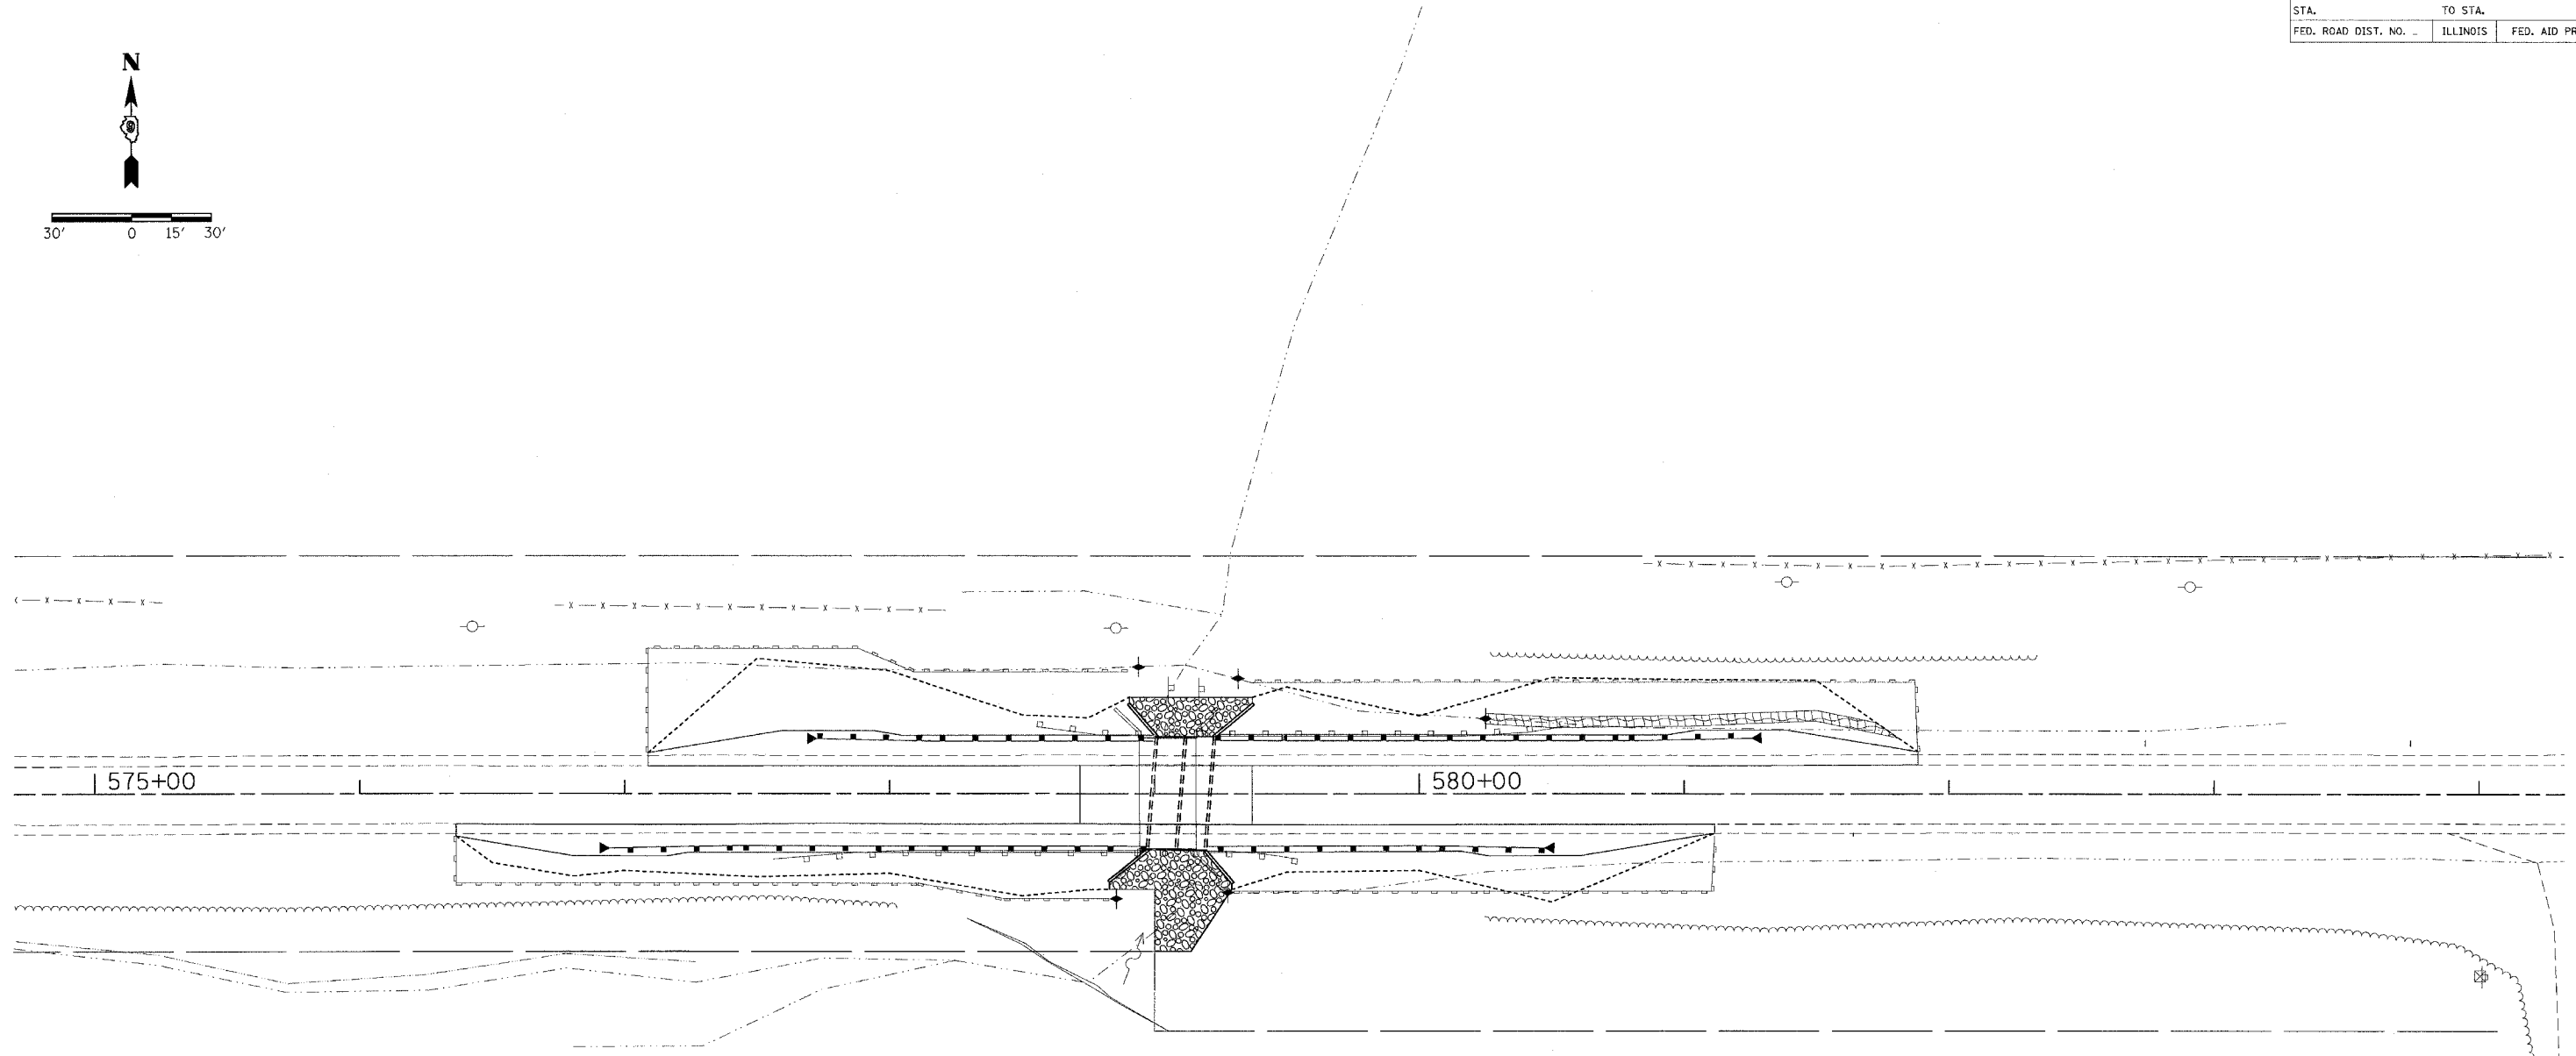 STA. TO STA.
FED. ROAD DIST. NO. _ ILLINOIS FED. AID PR
N
30' 0 15' 30'
575+00 580+00